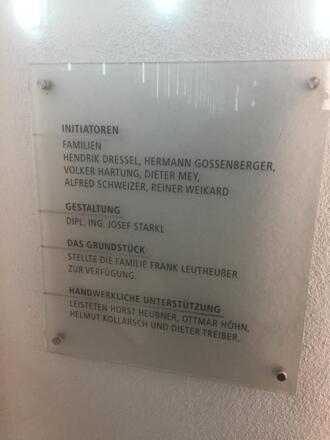 INITIATOREN
FAMILIEN
HENDRIK DRESSEL, HERMANN GOSSENBERGER,
VOLKER HARTUNG, DIETER MEY,
ALFRED SCHWEIZER, REINER WEIKARD
GESTALTUNG
DIPL. ING. JOSEF STARKL
DAS GRUNDSTÜCK
STELLTE DIE FAMILIE FRANK LEUTHEUßER
ZUR VERFÜGUNG.
HANDWERKLICHE UNTERSTÜTZUNG
LEISTETEN HORST HEUBNER, OTTMAR HÖHN,
HELMUT KOLLARSCH UND DIETER TREIBER.